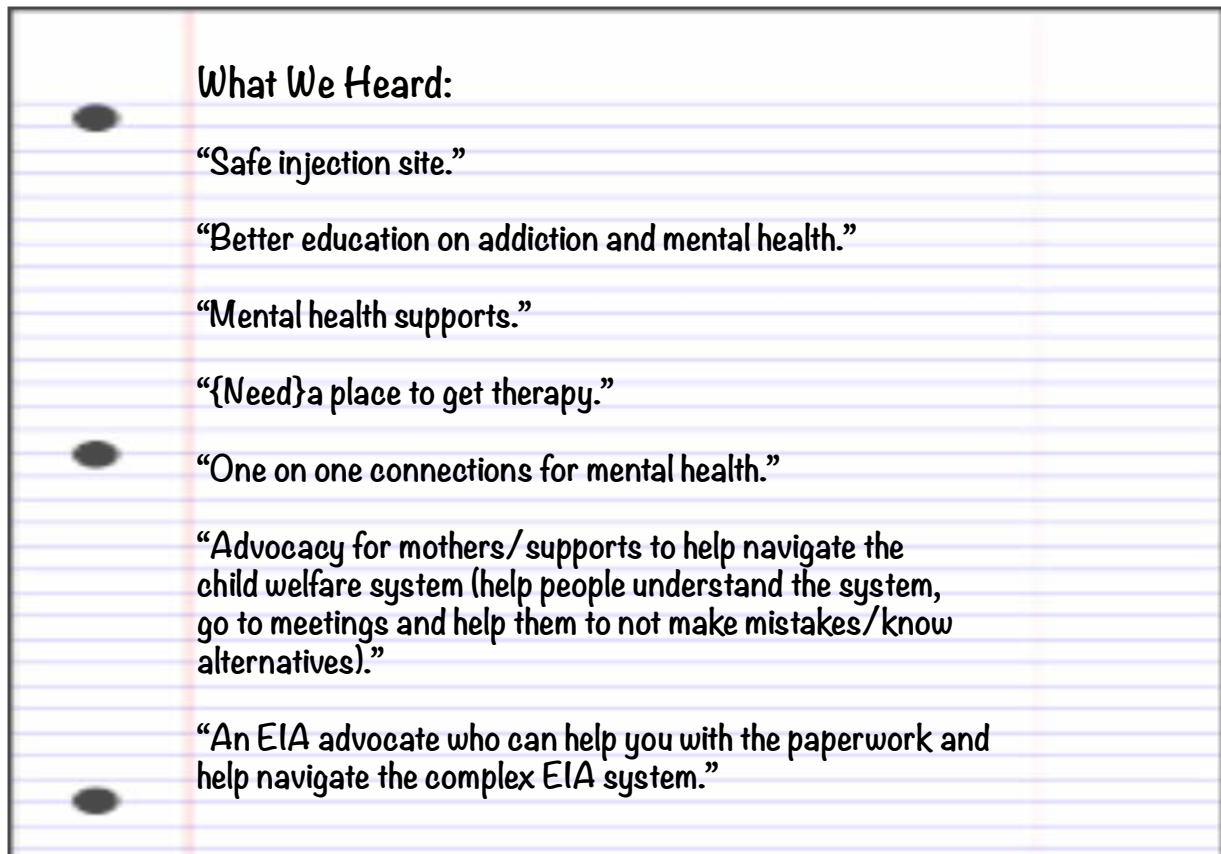 What We Heard:
“Safe injection site.”
“Better education on addiction and mental health.”
“Mental health supports.”
“{Need}a place to get therapy.”
“One on one connections for mental health.”
“Advocacy for mothers/supports to help navigate the
child welfare system (help people understand the system,
go to meetings and help them to not make mistakes/know
alternatives).”
“An EIA advocate who can help you with the paperwork and
help navigate the complex EIA system.”